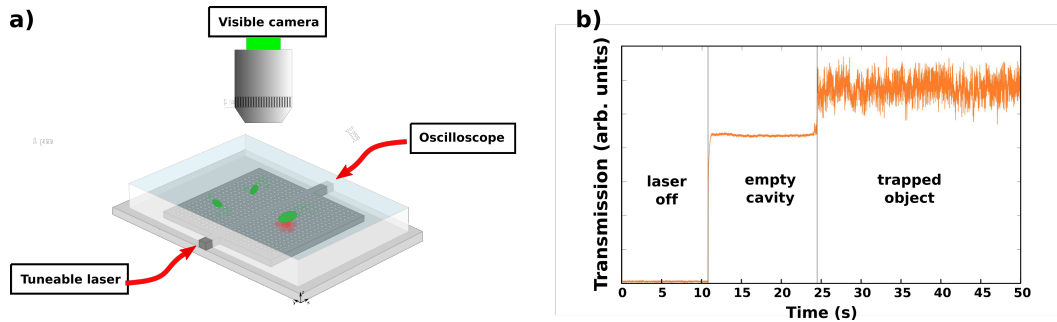 a)
Visible camera
Oscilloscope
Tuneable laser
b)
Transmission (arb. units)
laser
off
empty
cavity
trapped
object
0 5 10 15 20 25 30 35 40 45 50
Time (s)